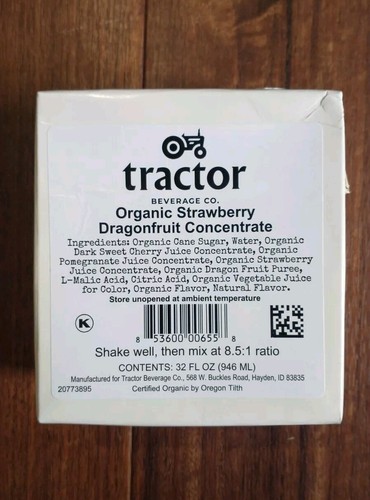 tractor
BEVERAGE CO.
Organic Strawberry
Dragonfruit Concentrate
Ingredients: Organic Cane Sugar, Water, Organic
Dark Sweet Cherry Juice Concentrate, Organic
Pomegranate Juice Concentrate, Organic Strawberry
Juice Concentrate, Organic Dragon Fruit Puree,
L-Malic Acid, Citric Acid, Organic Vegetable Juice
for Color, Organic Flavor, Natural Flavor.
Store unopened at ambient temperature
K
8 53600 00655 8
Shake well, then mix at 8.5:1 ratio
CONTENTS: 32 FL OZ (946 ML)
Manufactured for Tractor Beverage Co., 568 W. Buckles Road, Hayden, ID 83835
20773895 Certified Organic by Oregon Tilth